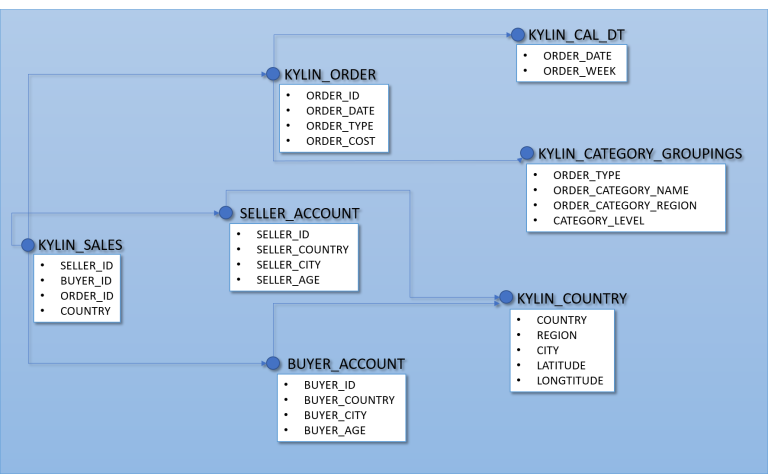 KYLIN_CAL_DT
• ORDER_DATE
• ORDER_WEEK
KYLIN_ORDER
• ORDER_ID
• ORDER_DATE
• ORDER_TYPE
• ORDER_COST
KYLIN_CATEGORY_GROUPINGS
• ORDER_TYPE
• ORDER_CATEGORY_NAME
• ORDER_CATEGORY_REGION
• CATEGORY_LEVEL
SELLER_ACCOUNT
• SELLER_ID
• SELLER_COUNTRY
• SELLER_CITY
• SELLER_AGE
KYLIN_SALES
• SELLER_ID
• BUYER_ID
• ORDER_ID
• COUNTRY
KYLIN_COUNTRY
• COUNTRY
• REGION
• CITY
• LATITUDE
• LONGTITUDE
BUYER_ACCOUNT
• BUYER_ID
• BUYER_COUNTRY
• BUYER_CITY
• BUYER_AGE